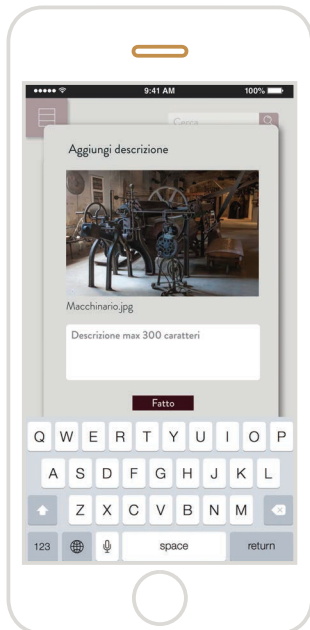 9:41 AM 100%
Cerca
Aggiungi descrizione
Macchinario.jpg
Descrizione max 300 caratteri
Fatto
Q W E R T Y U I O P
A S D F G H J K L
Z X C V B N M
123 space return